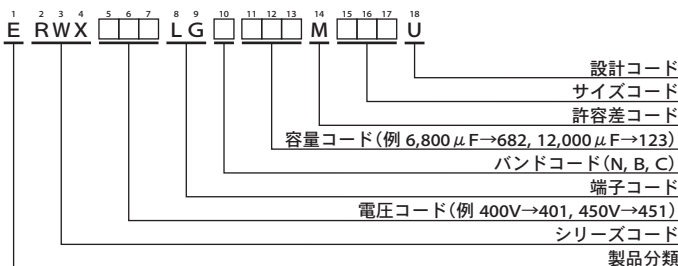 1 2 3 4 5 6 7 8 9 10 11 12 13 14 15 16 17 18
E RWX □□□ LG □ □□□ M □□□ U
設計コード
サイズコード
許容差コード
容量コード(例 6,800μF→682, 12,000μF→123)
バンドコード(N, B, C)
端子コード
電圧コード(例 400V→401, 450V→451)
シリーズコード
製品分類